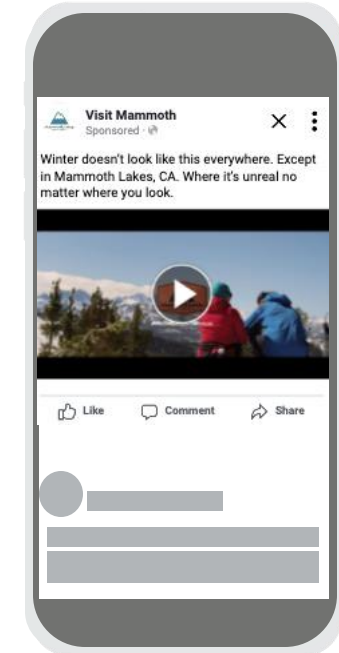 Visit Mammoth
Sponsored ·
Winter doesn't look like this everywhere. Except
in Mammoth Lakes, CA. Where it's unreal no
matter where you look.
Like Comment Share